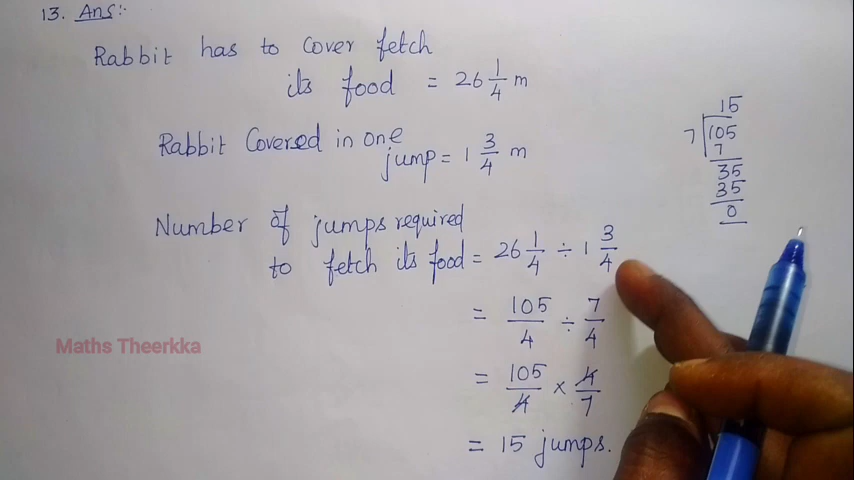 13. Ans:-
Rabbit has to cover fetch
its food = 26 1/4 m
Rabbit Covered in one
jump = 1 3/4 m
Number of jumps required
to fetch its food = 26 1/4 ÷ 1 3/4
= 105/4 ÷ 7/4
= 105/4 × 4/7
= 15 jumps.
15
7 105
7
35
35
0
Maths Theerkka